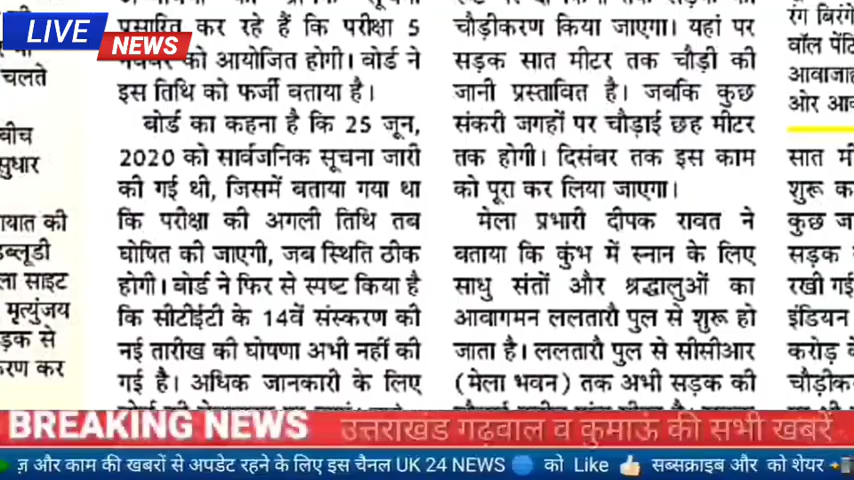 LIVE
NEWS
चलते
बीच
सुधार
ायात की
डब्लूडी
ला साइट
मृत्युंजय
ड़क से
करण कर
प्रसारित कर रहे हैं कि परीक्षा 5
को आयोजित होगी। बोर्ड ने
इस तिथि को फर्जी बताया है।
बोर्ड का कहना है कि 25 जून,
2020 को सार्वजनिक सूचना जारी
की गई थी, जिसमें बताया गया था
कि परीक्षा की अगली तिथि तब
घोषित की जाएगी, जब स्थिति ठीक
होगी। बोर्ड ने फिर से स्पष्ट किया है
कि सीटीईटी के 14वें संस्करण की
नई तारीख की घोषणा अभी नहीं की
गई है। अधिक जानकारी के लिए
चौड़ीकरण किया जाएगा। यहां पर
सड़क सात मीटर तक चौड़ी की
जानी प्रस्तावित है। जबकि कुछ
संकरी जगहों पर चौड़ाई छह मीटर
तक होगी। दिसंबर तक इस काम
को पूरा कर लिया जाएगा।
मेला प्रभारी दीपक रावत ने
बताया कि कुंभ में स्नान के लिए
साधु संतों और श्रद्धालुओं का
आवागमन ललतारौ पुल से शुरू हो
जाता है। ललतारौ पुल से सीसीआर
(मेला भवन) तक अभी सड़क की
रंग बिरंगे
वॉल पेंटि
आवाजाह
ओर आव
सात मी
शुरू क
कुछ ज
सड़क
रखी गई
इंडियन
करोड़ के
चौड़ीक
BREAKING NEWS
उत्तराखंड गढ़वाल व कुमाऊं की सभी खबरें
ज़ और काम की खबरों से अपडेट रहने के लिए इस चैनल UK 24 NEWS 🌐 को Like 👍 सब्सक्राइब और को शेयर